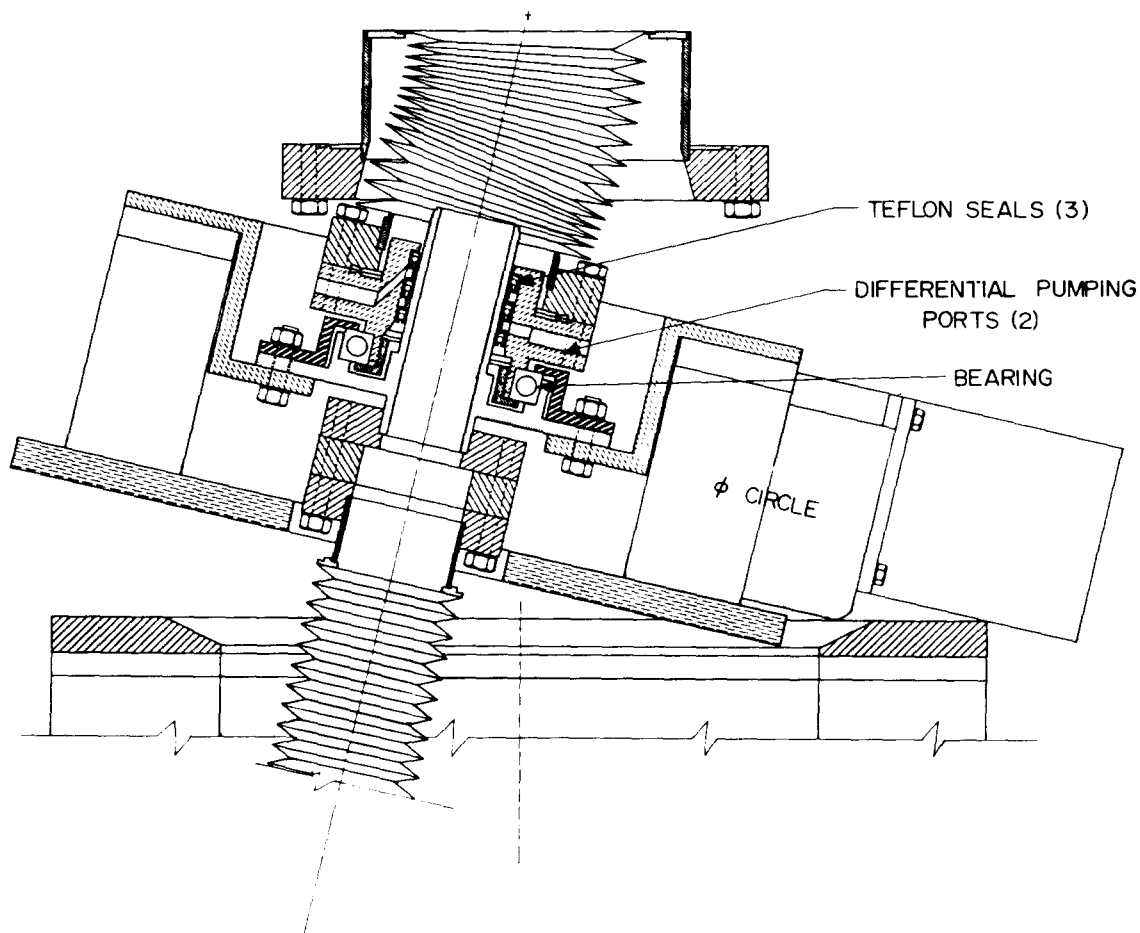 TEFLON SEALS (3)
DIFFERENTIAL PUMPING
PORTS (2)
BEARING
ϕ CIRCLE